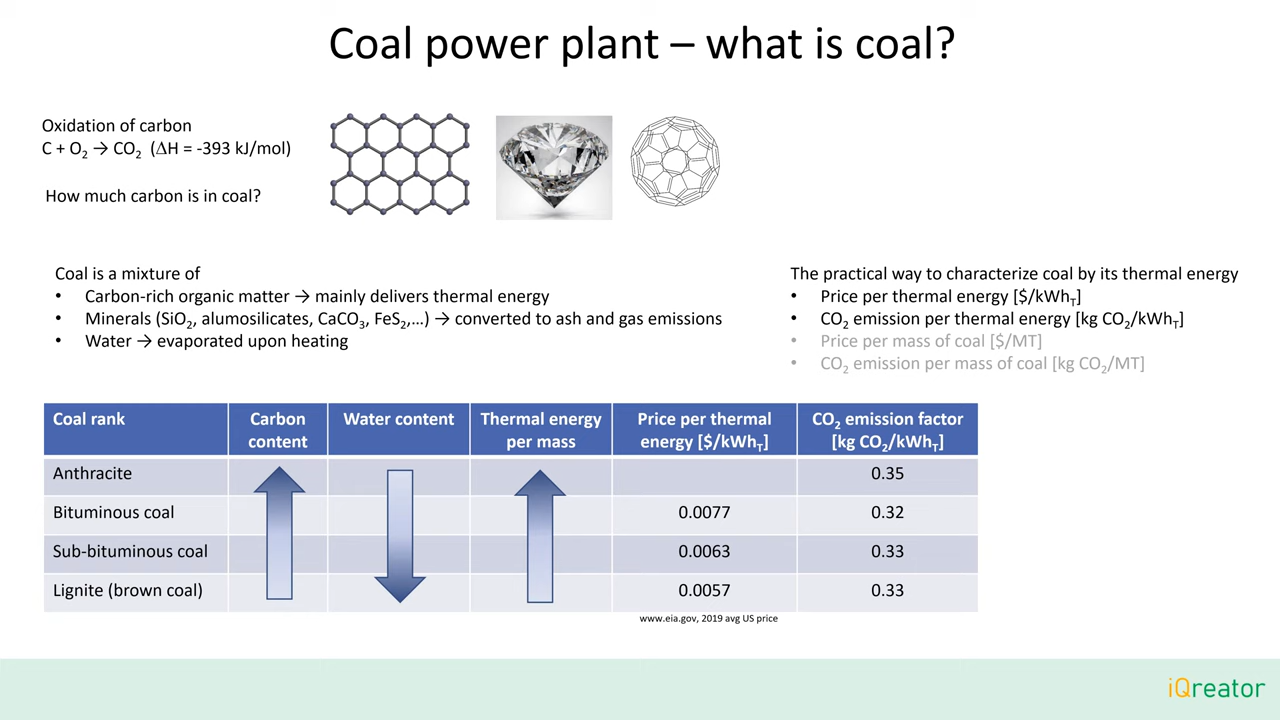 Coal power plant – what is coal?
Oxidation of carbon
C + O2 → CO2 (ΔH = -393 kJ/mol)
How much carbon is in coal?
Coal is a mixture of
• Carbon-rich organic matter → mainly delivers thermal energy
• Minerals (SiO2, alumosilicates, CaCO3, FeS2,…) → converted to ash and gas emissions
• Water → evaporated upon heating
The practical way to characterize coal by its thermal energy
• Price per thermal energy [$/kWhT]
• CO2 emission per thermal energy [kg CO2/kWhT]
• Price per mass of coal [$/MT]
• CO2 emission per mass of coal [kg CO2/MT]
Coal rank Carbon content Water content Thermal energy per mass Price per thermal energy [$/kWhT] CO2 emission factor [kg CO2/kWhT]
Anthracite 0.35
Bituminous coal 0.0077 0.32
Sub-bituminous coal 0.0063 0.33
Lignite (brown coal) 0.0057 0.33
www.eia.gov, 2019 avg US price
iQreator